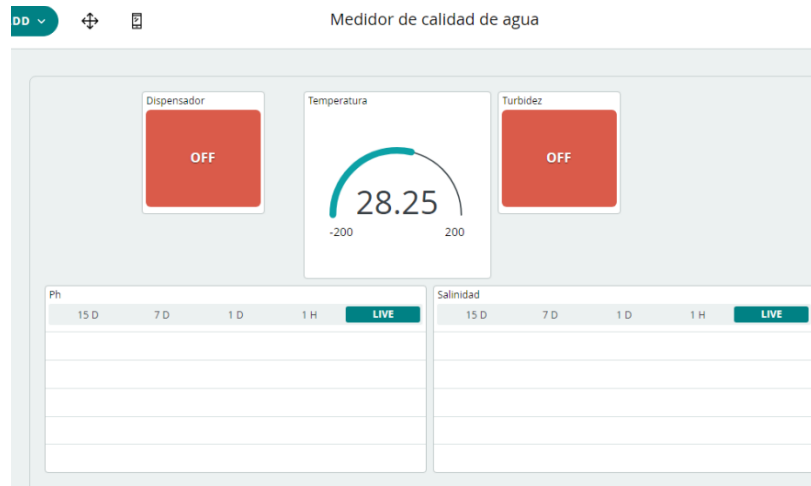 DD
Medidor de calidad de agua
Dispensador
OFF
Temperatura
28.25
-200
200
Turbidez
OFF
Ph
15 D
7 D
1 D
1 H
LIVE
Salinidad
15 D
7 D
1 D
1 H
LIVE